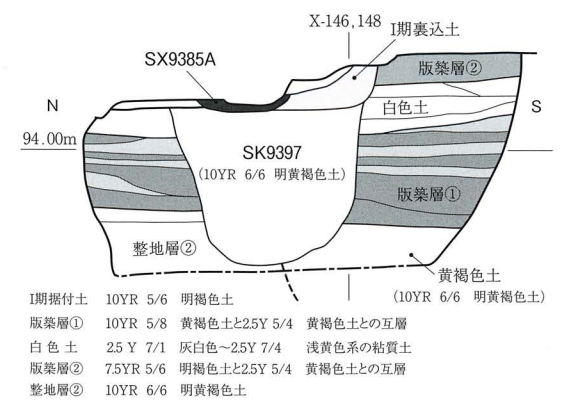 X-146,148
Ⅰ期裏込土
SX9385A
版築層②
N
白色土
S
94.00m
SK9397
(10YR 6/6 明黄褐色土)
版築層①
整地層②
黄褐色土
(10YR 6/6 明黄褐色土)
Ⅰ期据付土 10YR 5/6 明褐色土
版築層① 10YR 5/8 黄褐色土と2.5Y 5/4 黄褐色土との互層
白色土 2.5 Y 7/1 灰白色～2.5Y 7/4 浅黄色系の粘質土
版築層② 7.5YR 5/6 明褐色土と2.5Y 5/4 黄褐色土との互層
整地層② 10YR 6/6 明黄褐色土